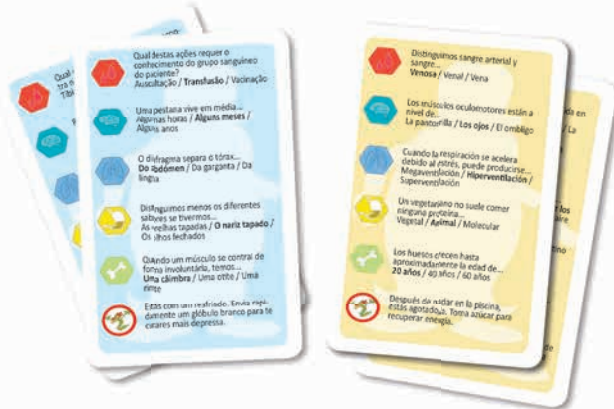 Qual destas ações requer o
conhecimento do grupo sanguíneo
do paciente?
Auscultação / Transfusão / Vacinação
Uma pestana vive em média...
Algumas horas / Alguns meses /
Alguns anos
O diafragma separa o tórax...
Do abdómen / Da garganta / Da
língua
Distinguimos menos os diferentes
sabores se tivermos...
As orelhas tapadas / O nariz tapado /
Os olhos fechados
Quando um músculo se contrai de
forma involuntária, temos...
Uma cãimbra / Uma otite / Uma
rinite
Estás com um resfriado. Envia rapi-
damente um glóbulo branco para te
curares mais depressa.
Distinguimos sangre arterial y
sangre...
Venosa / Venal / Vena
Los músculos oculomotores están a
nivel de...
La pantorrilla / Los ojos / El ombligo
Cuando la respiración se acelera
debido al estrés, puede producirse...
Megaventilación / Hiperventilación /
Superventilación
Un vegetariano no suele comer
ninguna proteína...
Vegetal / Animal / Molecular
Los huesos crecen hasta
aproximadamente la edad de...
20 años / 40 años / 60 años
Después de nadar en la piscina,
estás agotado/a. Toma azúcar para
recuperar energía.